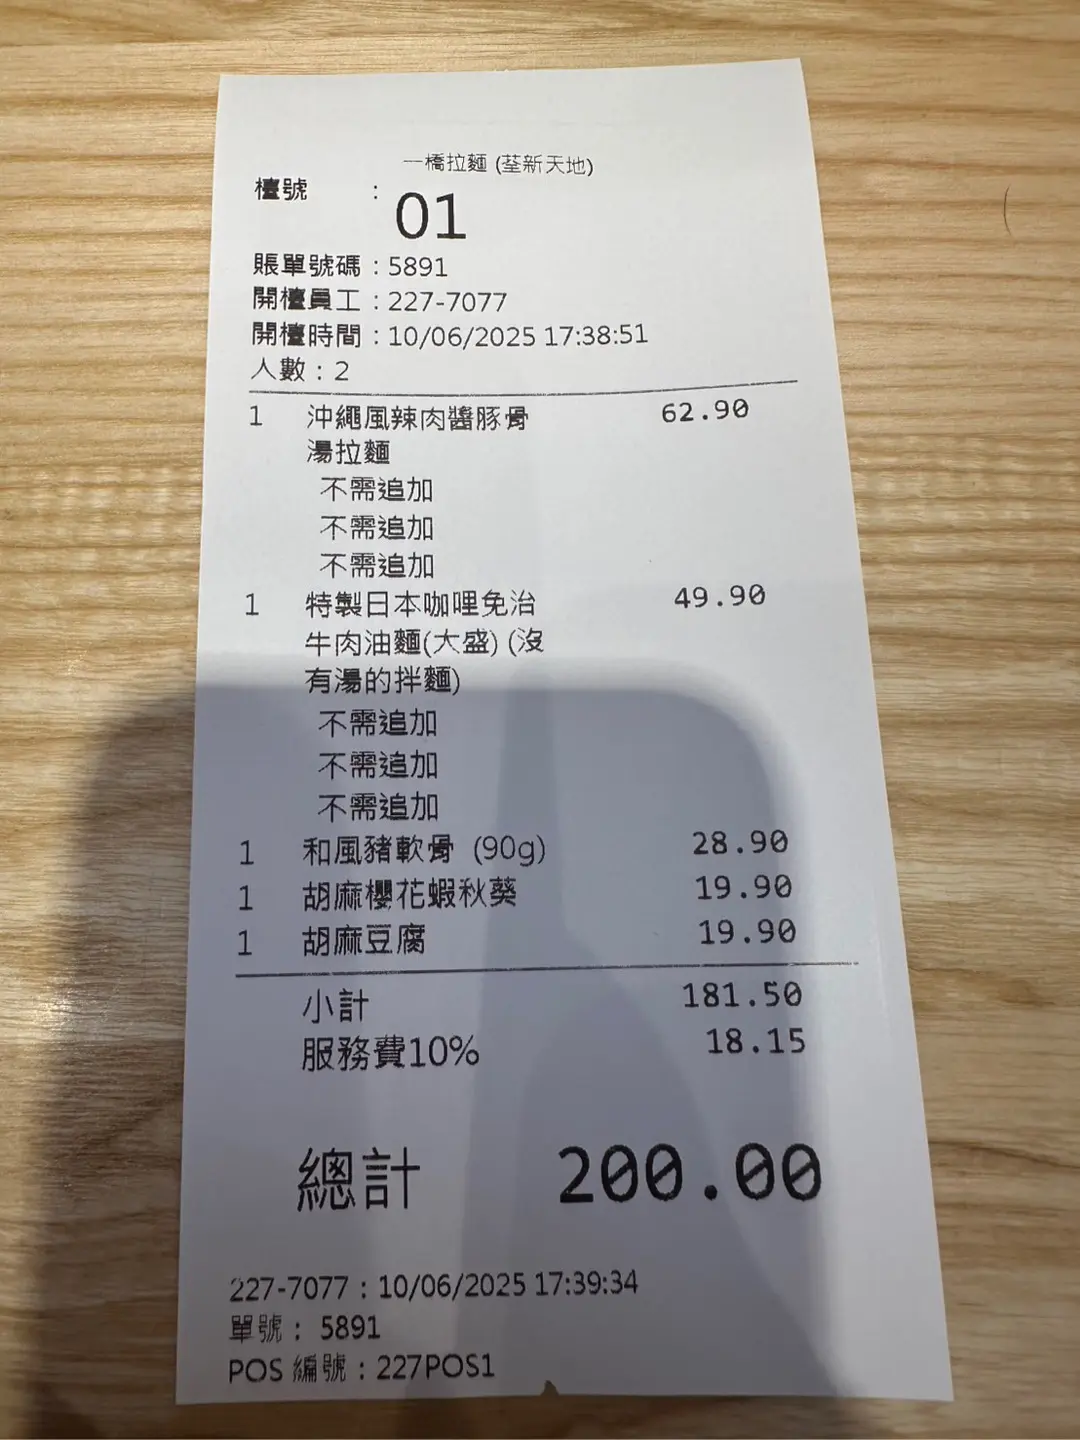 一橋拉麵 (荃新天地)
檯號 : 01
賬單號碼 : 5891
開檯員工 : 227-7077
開檯時間 : 10/06/2025 17:38:51
人數 : 2
1 沖繩風辣肉醬豚骨 62.90
湯拉麵
不需追加
不需追加
不需追加
1 特製日本咖哩免治 49.90
牛肉油麵(大盛) (沒
有湯的拌麵)
不需追加
不需追加
不需追加
1 和風豬軟骨 (90g) 28.90
1 胡麻櫻花蝦秋葵 19.90
1 胡麻豆腐 19.90
小計 181.50
服務費10% 18.15
總計 200.00
227-7077 : 10/06/2025 17:39:34
單號 : 5891
POS 編號 : 227POS1